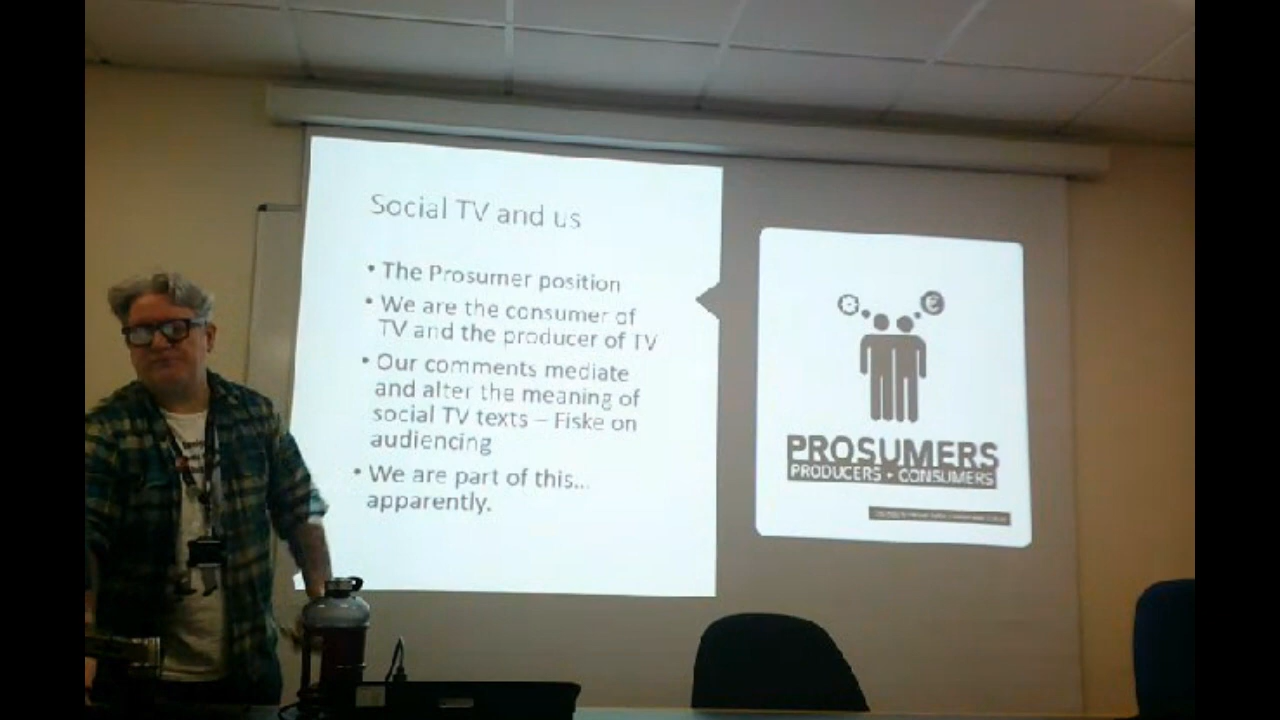 Social TV and us
• The Prosumer position
• We are the consumer of
TV and the producer of TV
• Our comments mediate
and alter the meaning of
social TV texts – Fiske on
audiencing
• We are part of this...
apparently.
PROSUMERS
PRODUCERS + CONSUMERS